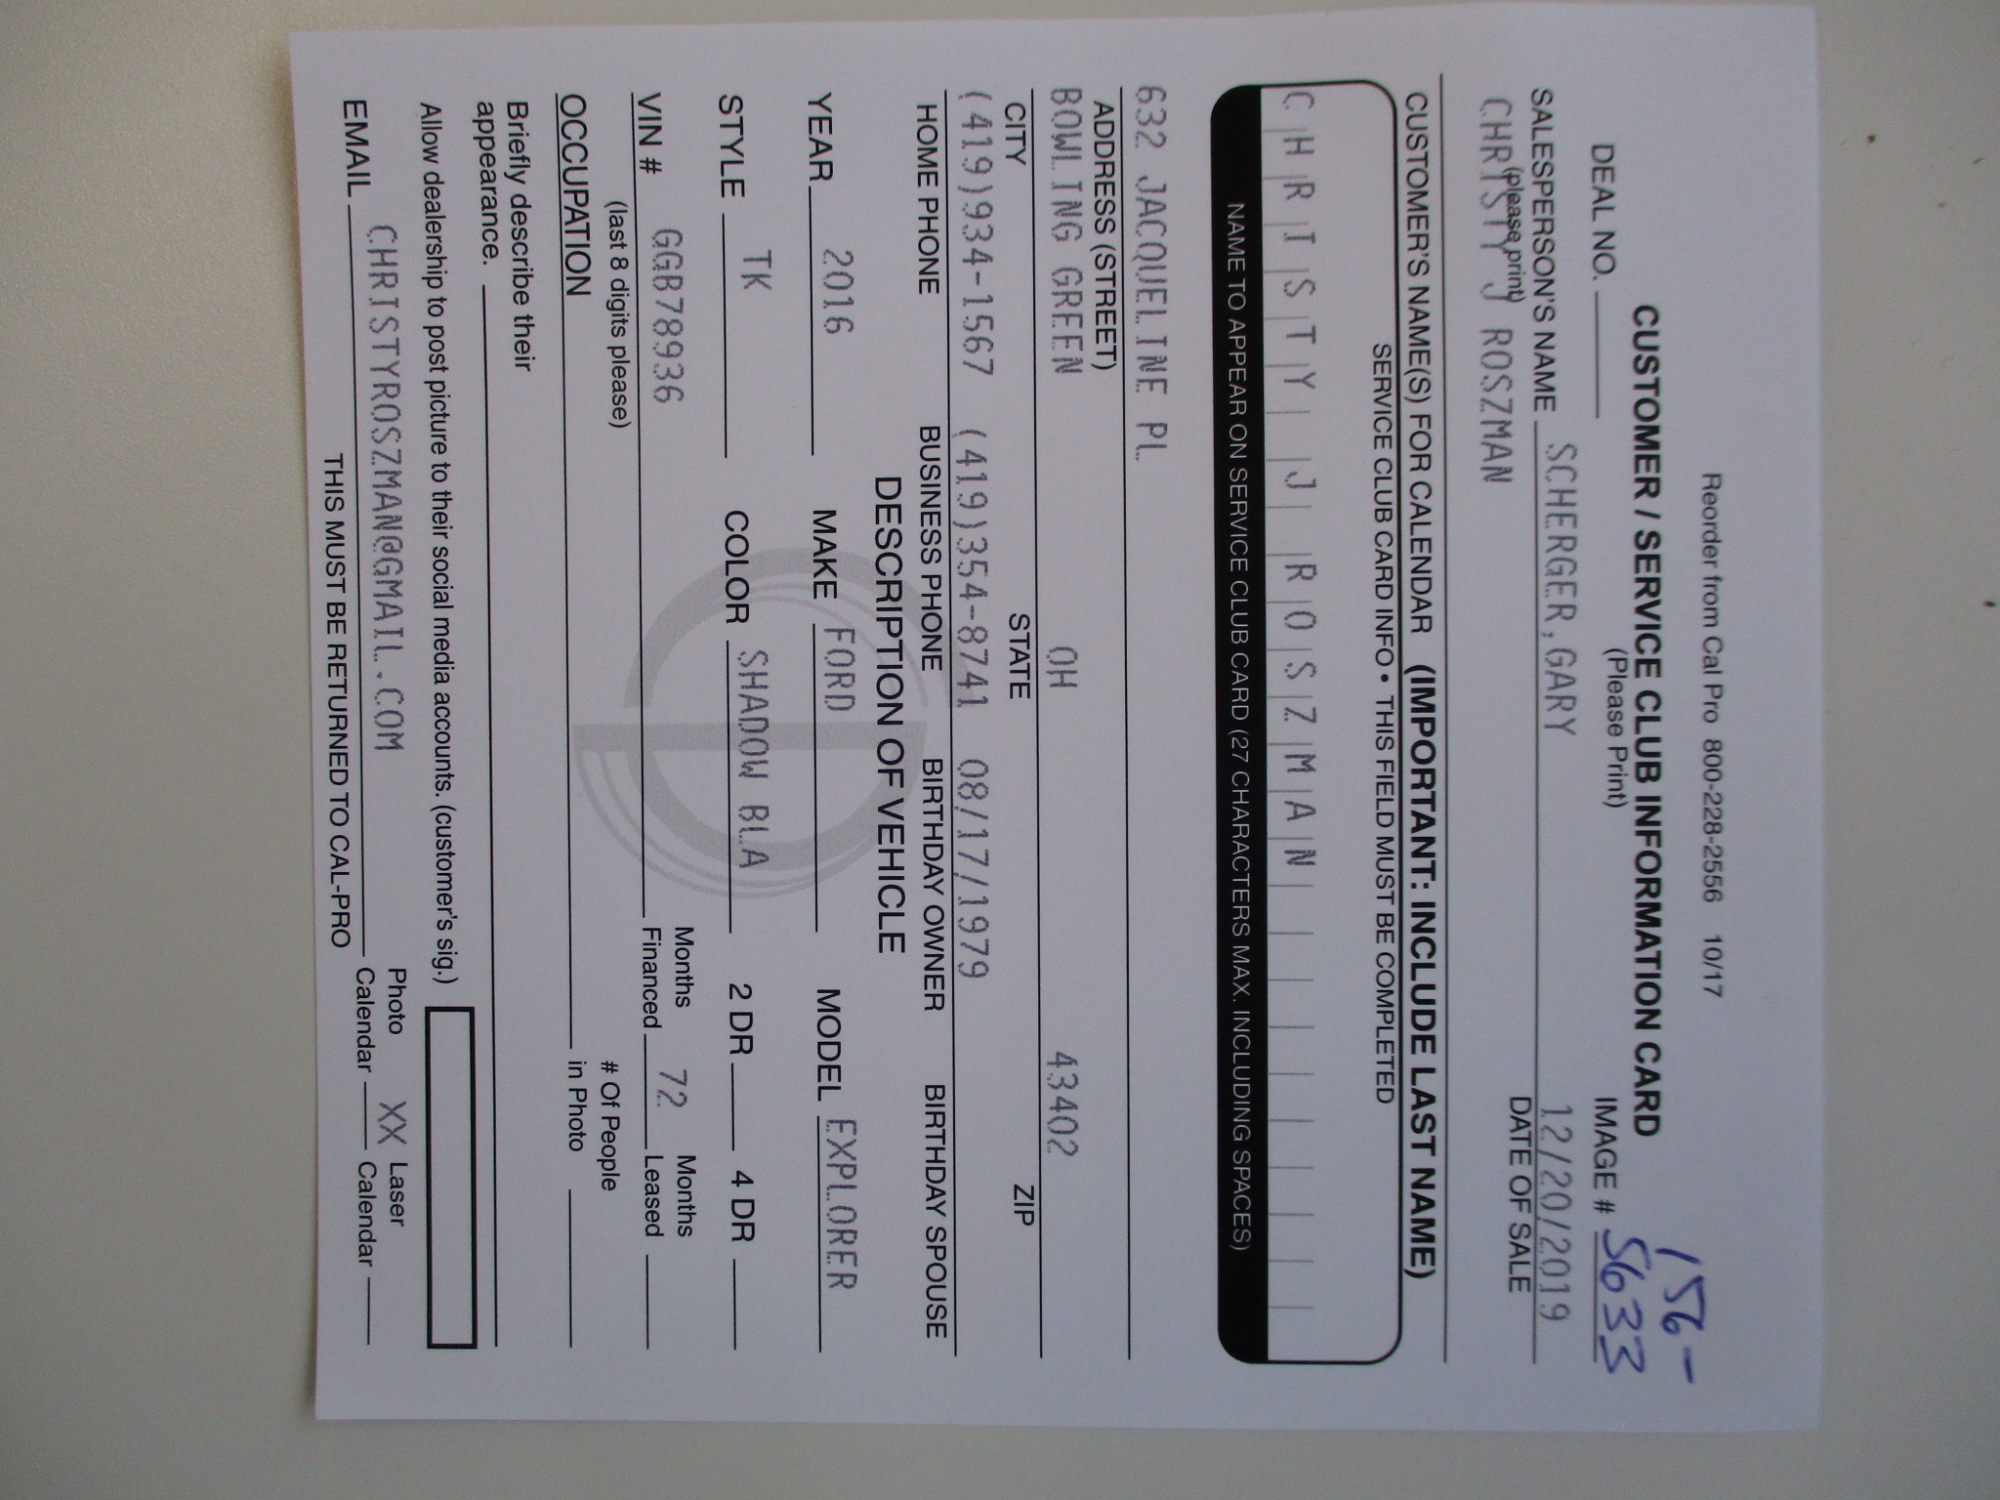 Reorder from Cal Pro 800-228-2556 10/17
CUSTOMER / SERVICE CLUB INFORMATION CARD
156-
(Please Print)
DEAL NO.
IMAGE # 5633
SALESPERSON'S NAME SCHERGER,GARY 12/20/2019
(please print) DATE OF SALE
CHRISTY J ROSZMAN
CUSTOMER'S NAME(S) FOR CALENDAR (IMPORTANT: INCLUDE LAST NAME)
SERVICE CLUB CARD INFO • THIS FIELD MUST BE COMPLETED
CHRISTY J ROSZMAN
NAME TO APPEAR ON SERVICE CLUB CARD (27 CHARACTERS MAX. INCLUDING SPACES)
632 JACQUELINE PL
ADDRESS (STREET)
BOWLING GREEN OH 43402
CITY STATE ZIP
(419)934-1567 (419)354-8741 08/17/1979
HOME PHONE BUSINESS PHONE BIRTHDAY OWNER BIRTHDAY SPOUSE
DESCRIPTION OF VEHICLE
YEAR 2016 MAKE FORD MODEL EXPLORER
STYLE TK COLOR SHADOW BLA 2 DR 4 DR
VIN # GGB78936 Months Financed 72 Months Leased
(last 8 digits please)
OCCUPATION # Of People in Photo
Briefly describe their
appearance.
Allow dealership to post picture to their social media accounts. (customer's sig.)
EMAIL CHRISTYROSZMAN@GMAIL.COM Photo Calendar XX Laser Calendar
THIS MUST BE RETURNED TO CAL-PRO